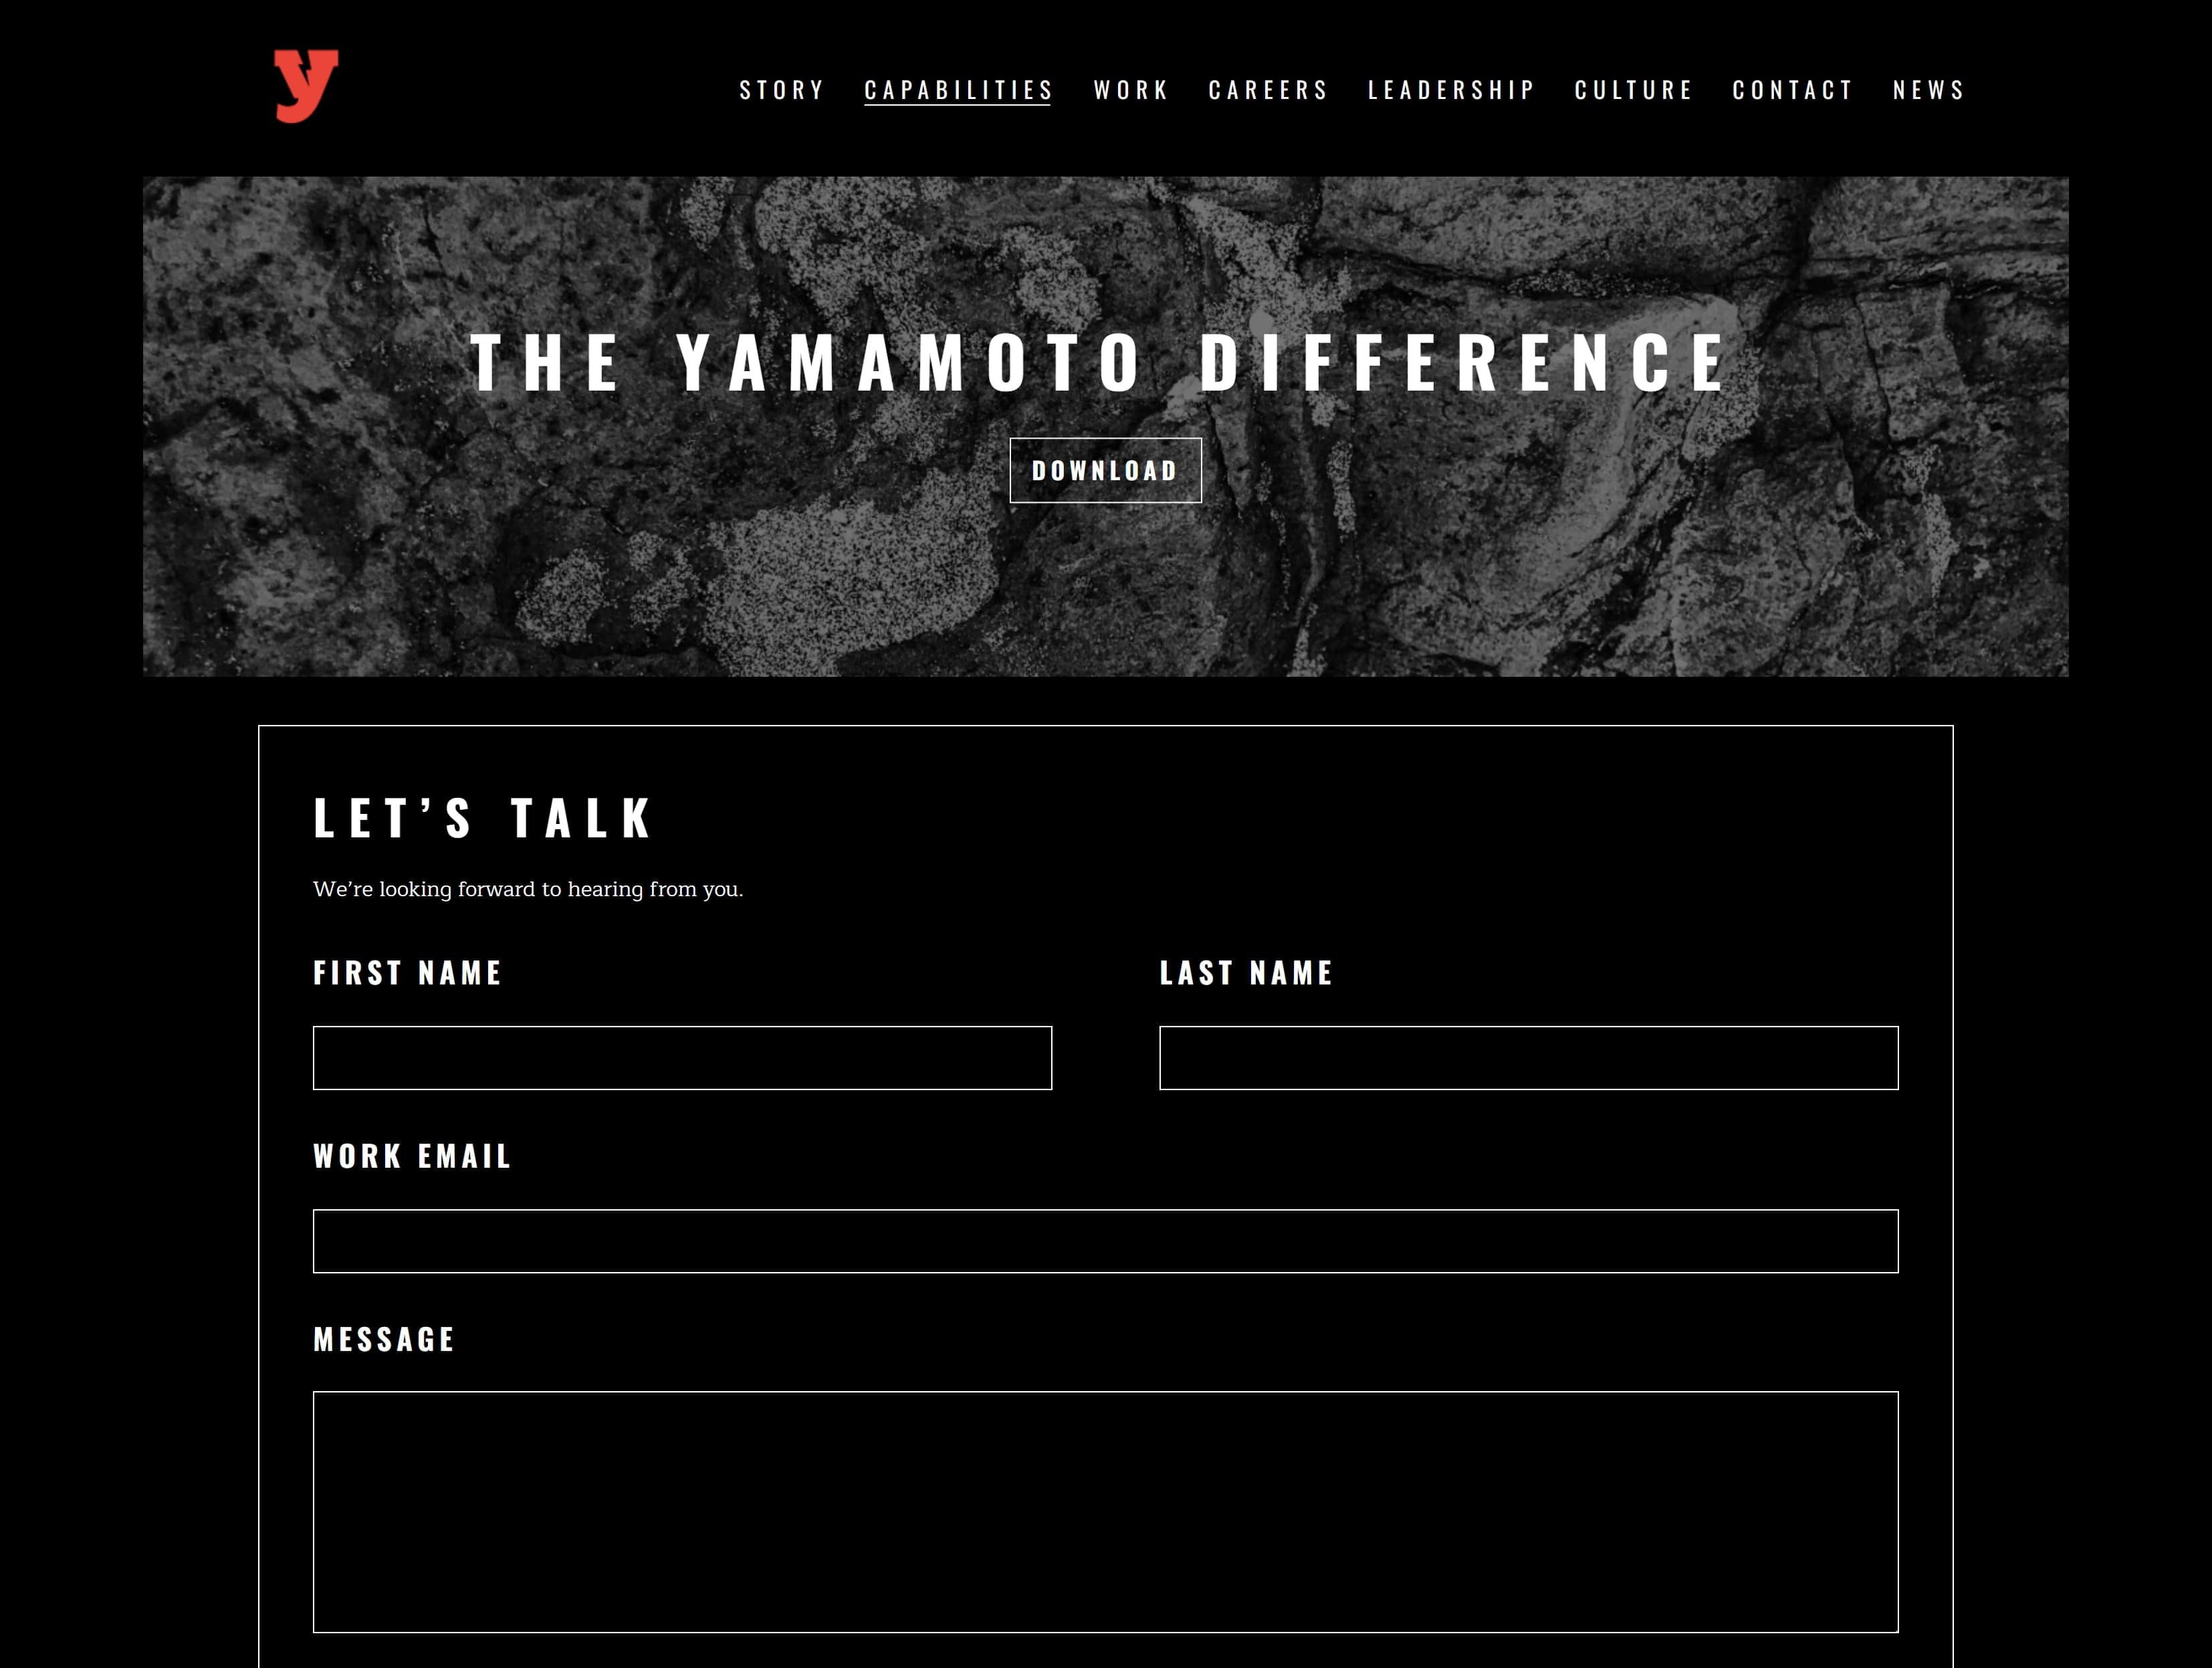 y
STORY CAPABILITIES WORK CAREERS LEADERSHIP CULTURE CONTACT NEWS
THE YAMAMOTO DIFFERENCE
DOWNLOAD
LET’S TALK
We’re looking forward to hearing from you.
FIRST NAME LAST NAME
WORK EMAIL
MESSAGE